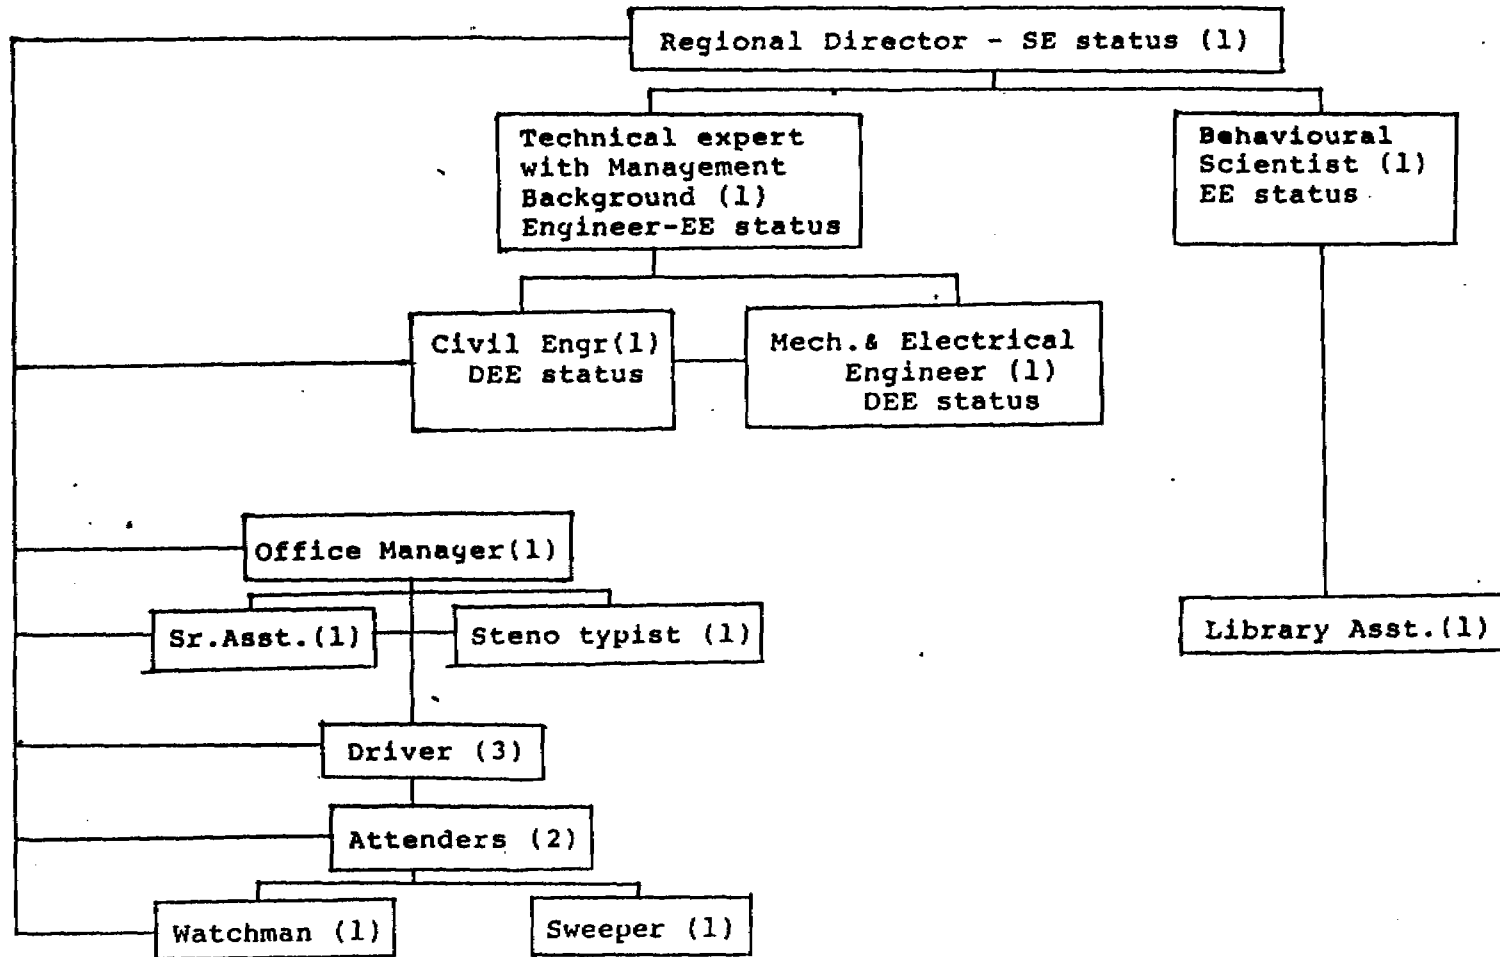 Regional Director - SE status (1)
Technical expert
with Management
Background (1)
Engineer-EE status
Behavioural
Scientist (1)
EE status
Civil Engr(1)
DEE status
Mech.& Electrical
Engineer (1)
DEE status
Office Manager(1)
Sr.Asst.(1)
Steno typist (1)
Library Asst.(1)
Driver (3)
Attenders (2)
Watchman (1)
Sweeper (1)